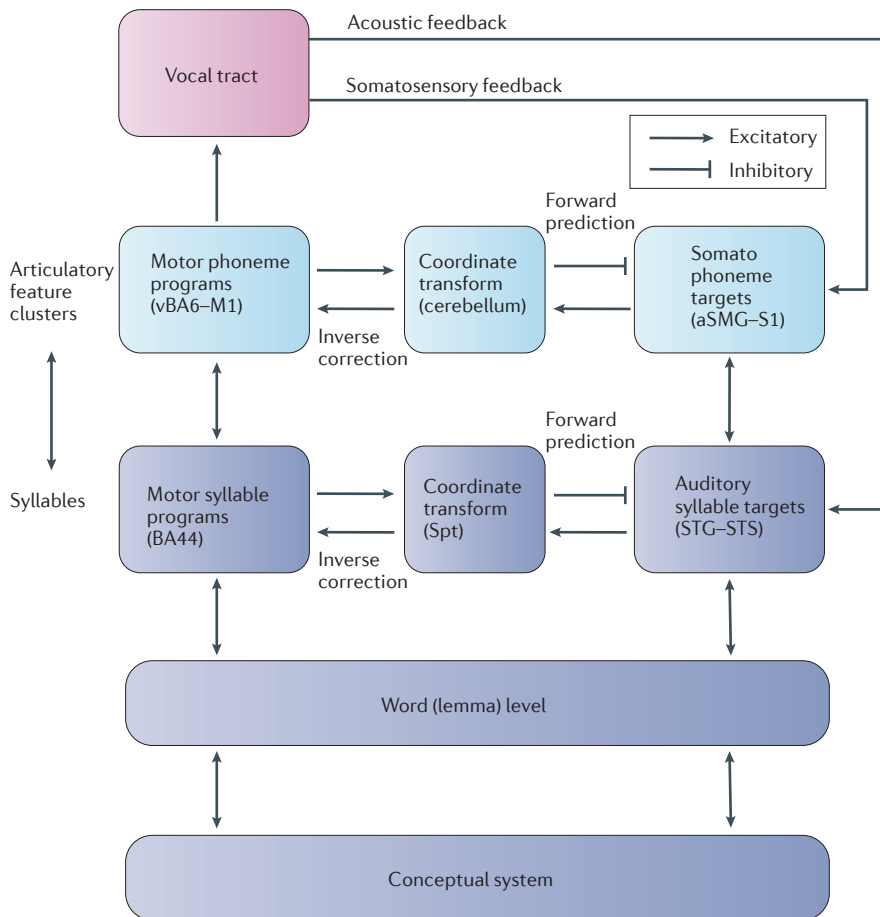 Acoustic feedback
Vocal tract
Somatosensory feedback
Excitatory
Inhibitory
Forward
prediction
Articulatory
feature
clusters
Motor phoneme
programs
(vBA6–M1)
Coordinate
transform
(cerebellum)
Somato
phoneme
targets
(aSMG–S1)
Inverse
correction
Forward
prediction
Syllables
Motor syllable
programs
(BA44)
Coordinate
transform
(Spt)
Auditory
syllable targets
(STG–STS)
Inverse
correction
Word (lemma) level
Conceptual system